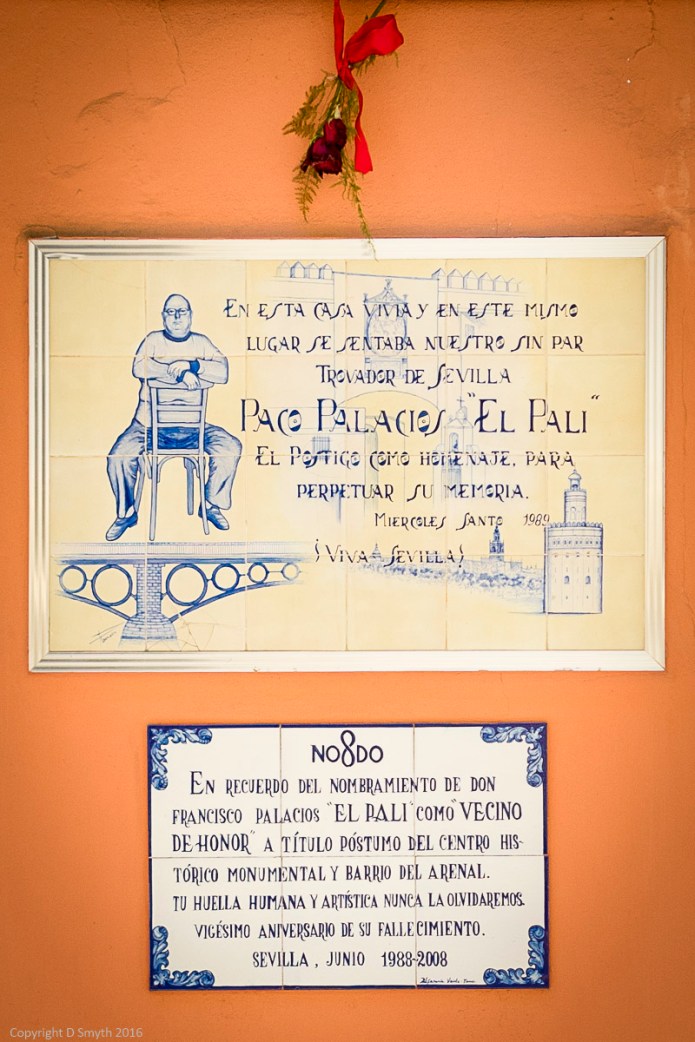 EN ESTA CASA VIVIA Y EN ESTE MISMO
LUGAR SE SENTABA NUESTRO SIN PAR
TROVADOR DE SEVILLA
PACO PALACIOS "EL PALI"
EL POSTIGO COMO HOMENAJE, PARA
PERPETUAR SU MEMORIA.
MIERCOLES SANTO 1989
¡VIVA SEVILLA!
NO8DO
EN RECUERDO DEL NOMBRAMIENTO DE DON
FRANCISCO PALACIOS "EL PALI" COMO "VECINO
DE HONOR" A TÍTULO PÓSTUMO DEL CENTRO HIS-
TÓRICO MONUMENTAL Y BARRIO DEL ARENAL.
TU HUELLA HUMANA Y ARTÍSTICA NUNCA LA OLVIDAREMOS.
VIGÉSIMO ANIVERSARIO DE SU FALLECIMIENTO.
SEVILLA, JUNIO 1988-2008
Copyright D Smyth 2016